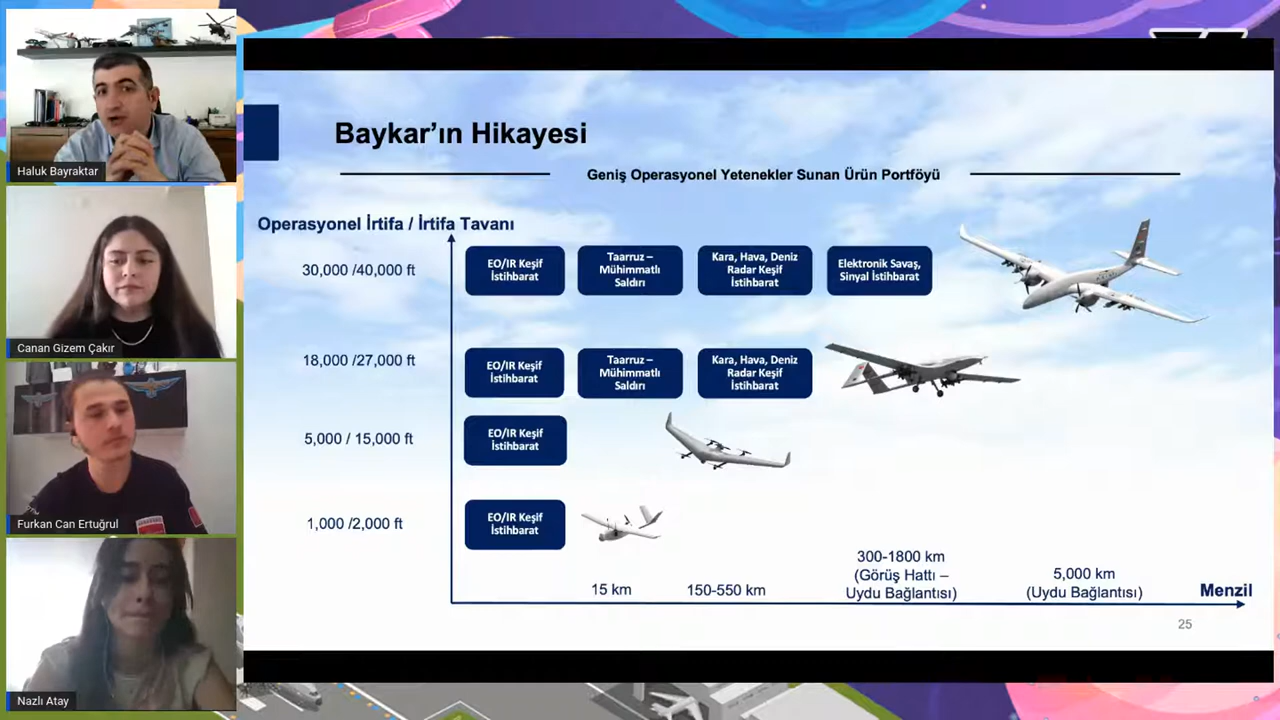 Haluk Bayraktar
Canan Gizem Çakır
Furkan Can Ertuğrul
Nazlı Atay
Baykar’ın Hikayesi
Geniş Operasyonel Yetenekler Sunan Ürün Portföyü
Operasyonel İrtifa / İrtifa Tavanı
30,000 /40,000 ft
EO/IR Keşif
İstihbarat
Taarruz –
Mühimmatlı
Saldırı
Kara, Hava, Deniz
Radar Keşif
İstihbarat
Elektronik Savaş,
Sinyal İstihbarat
18,000 /27,000 ft
EO/IR Keşif
İstihbarat
Taarruz –
Mühimmatlı
Saldırı
Kara, Hava, Deniz
Radar Keşif
İstihbarat
5,000 / 15,000 ft
EO/IR Keşif
İstihbarat
1,000 /2,000 ft
EO/IR Keşif
İstihbarat
15 km
150-550 km
300-1800 km
(Görüş Hattı –
Uydu Bağlantısı)
5,000 km
(Uydu Bağlantısı)
Menzil
25